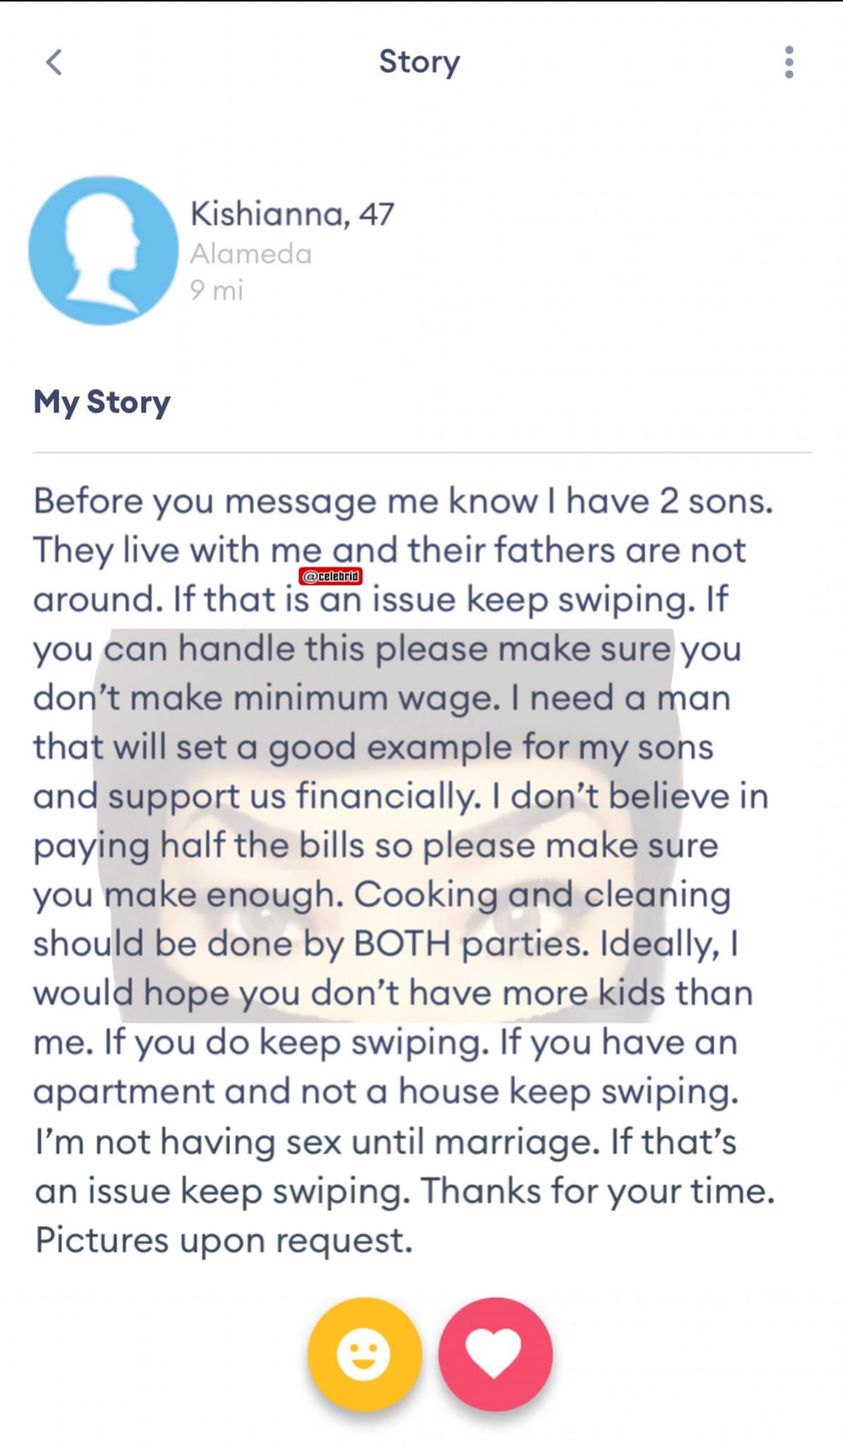 Story
Kishianna, 47
Alameda
9 mi
My Story
Before you message me know I have 2 sons.
They live with me and their fathers are not
@celebrid
around. If that is an issue keep swiping. If
you can handle this please make sure you
don’t make minimum wage. I need a man
that will set a good example for my sons
and support us financially. I don’t believe in
paying half the bills so please make sure
you make enough. Cooking and cleaning
should be done by BOTH parties. Ideally, I
would hope you don’t have more kids than
me. If you do keep swiping. If you have an
apartment and not a house keep swiping.
I’m not having sex until marriage. If that’s
an issue keep swiping. Thanks for your time.
Pictures upon request.